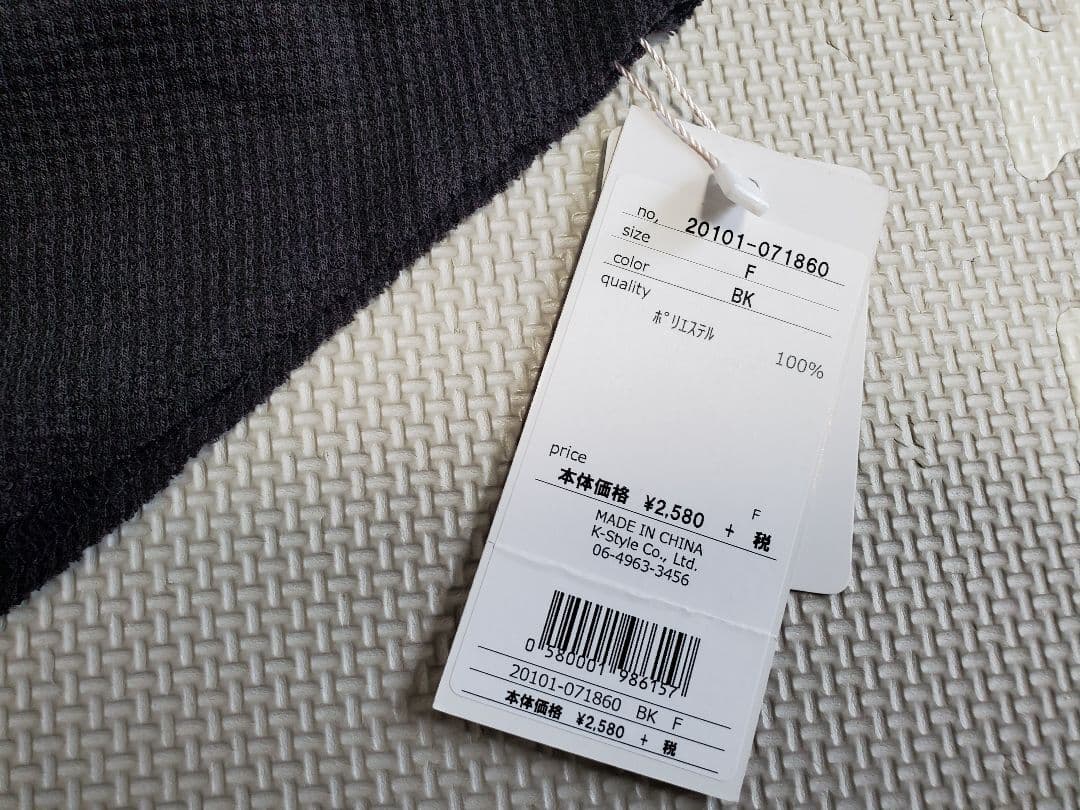 no, 20101-071860
size F
color BK
quality
ﾎﾟﾘｴｽﾃﾙ
100%
price F
本体価格 ¥2,580 + 税
MADE IN CHINA
K-Style Co., Ltd.
06-4963-3456
0 580001 986157
20101-071860 BK F
本体価格 ¥2,580 + 税